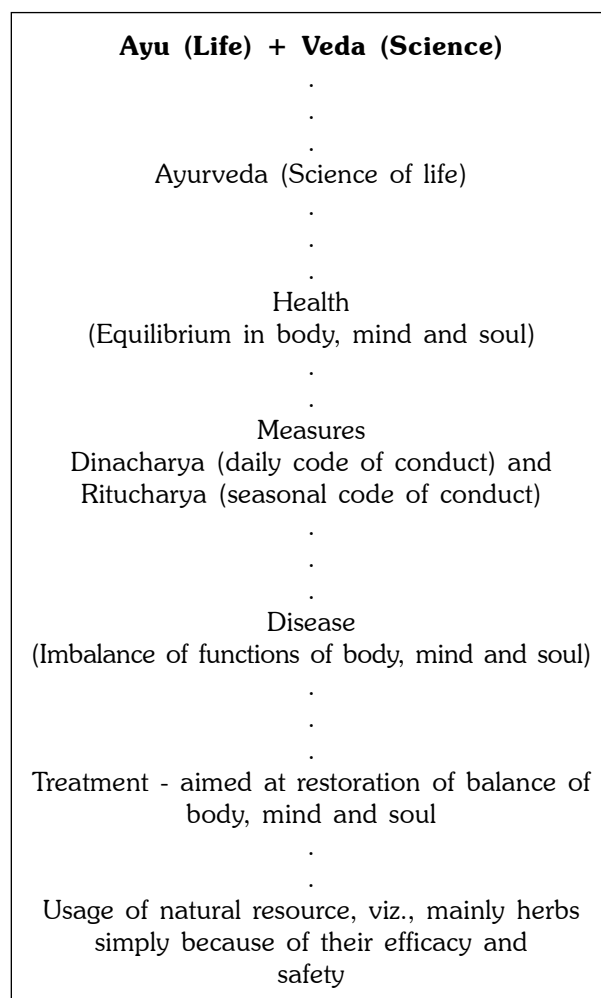 Ayu (Life) + Veda (Science)
.
.
.
Ayurveda (Science of life)
.
.
.
Health
(Equilibrium in body, mind and soul)
.
.
Measures
Dinacharya (daily code of conduct) and
Ritucharya (seasonal code of conduct)
.
.
.
Disease
(Imbalance of functions of body, mind and soul)
.
.
.
Treatment - aimed at restoration of balance of
body, mind and soul
.
.
Usage of natural resource, viz., mainly herbs
simply because of their efficacy and
safety